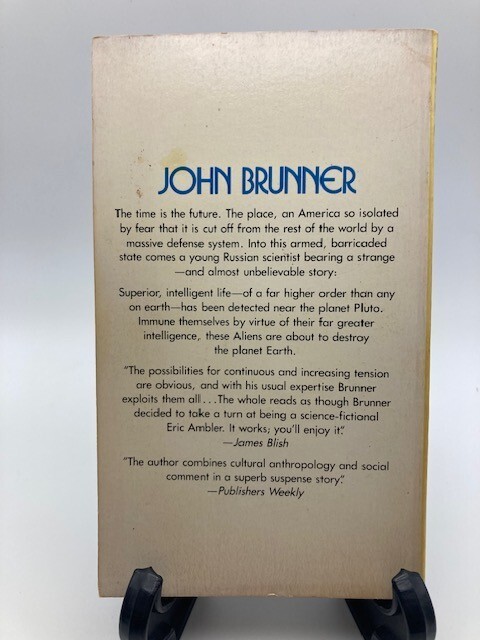 JOHN BRUNNER
The time is the future. The place, an America so isolated
by fear that it is cut off from the rest of the world by a
massive defense system. Into this armed, barricaded
state comes a young Russian scientist bearing a strange
—and almost unbelievable story:
Superior, intelligent life—of a far higher order than any
on earth—has been detected near the planet Pluto.
Immune themselves by virtue of their far greater
intelligence, these Aliens are about to destroy
the planet Earth.
"The possibilities for continuous and increasing tension
are obvious, and with his usual expertise Brunner
exploits them all...The whole reads as though Brunner
decided to take a turn at being a science-fictional
Eric Ambler. It works; you'll enjoy it."
—James Blish
"The author combines cultural anthropology and social
comment in a superb suspense story."
—Publishers Weekly